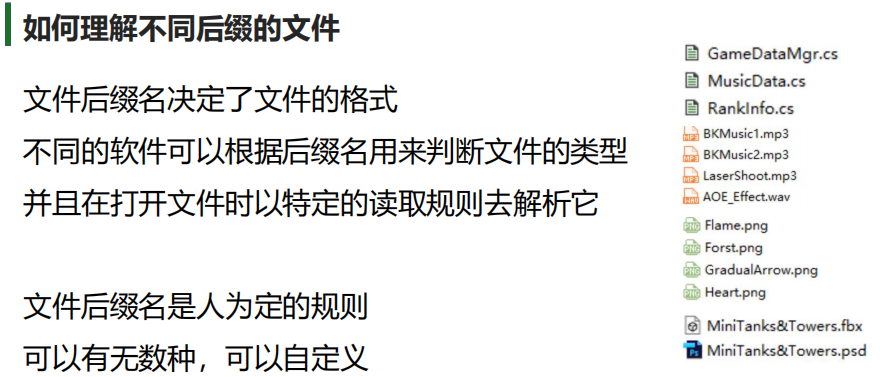 如何理解不同后缀的文件
文件后缀名决定了文件的格式
不同的软件可以根据后缀名用来判断文件的类型
并且在打开文件时以特定的读取规则去解析它
文件后缀名是人为定的规则
可以有无数种，可以自定义
GameDataMgr.cs
MusicData.cs
RankInfo.cs
BKMusic1.mp3
BKMusic2.mp3
LaserShoot.mp3
AOE_Effect.wav
Flame.png
Forst.png
GradualArrow.png
Heart.png
MiniTanks&Towers.fbx
MiniTanks&Towers.psd